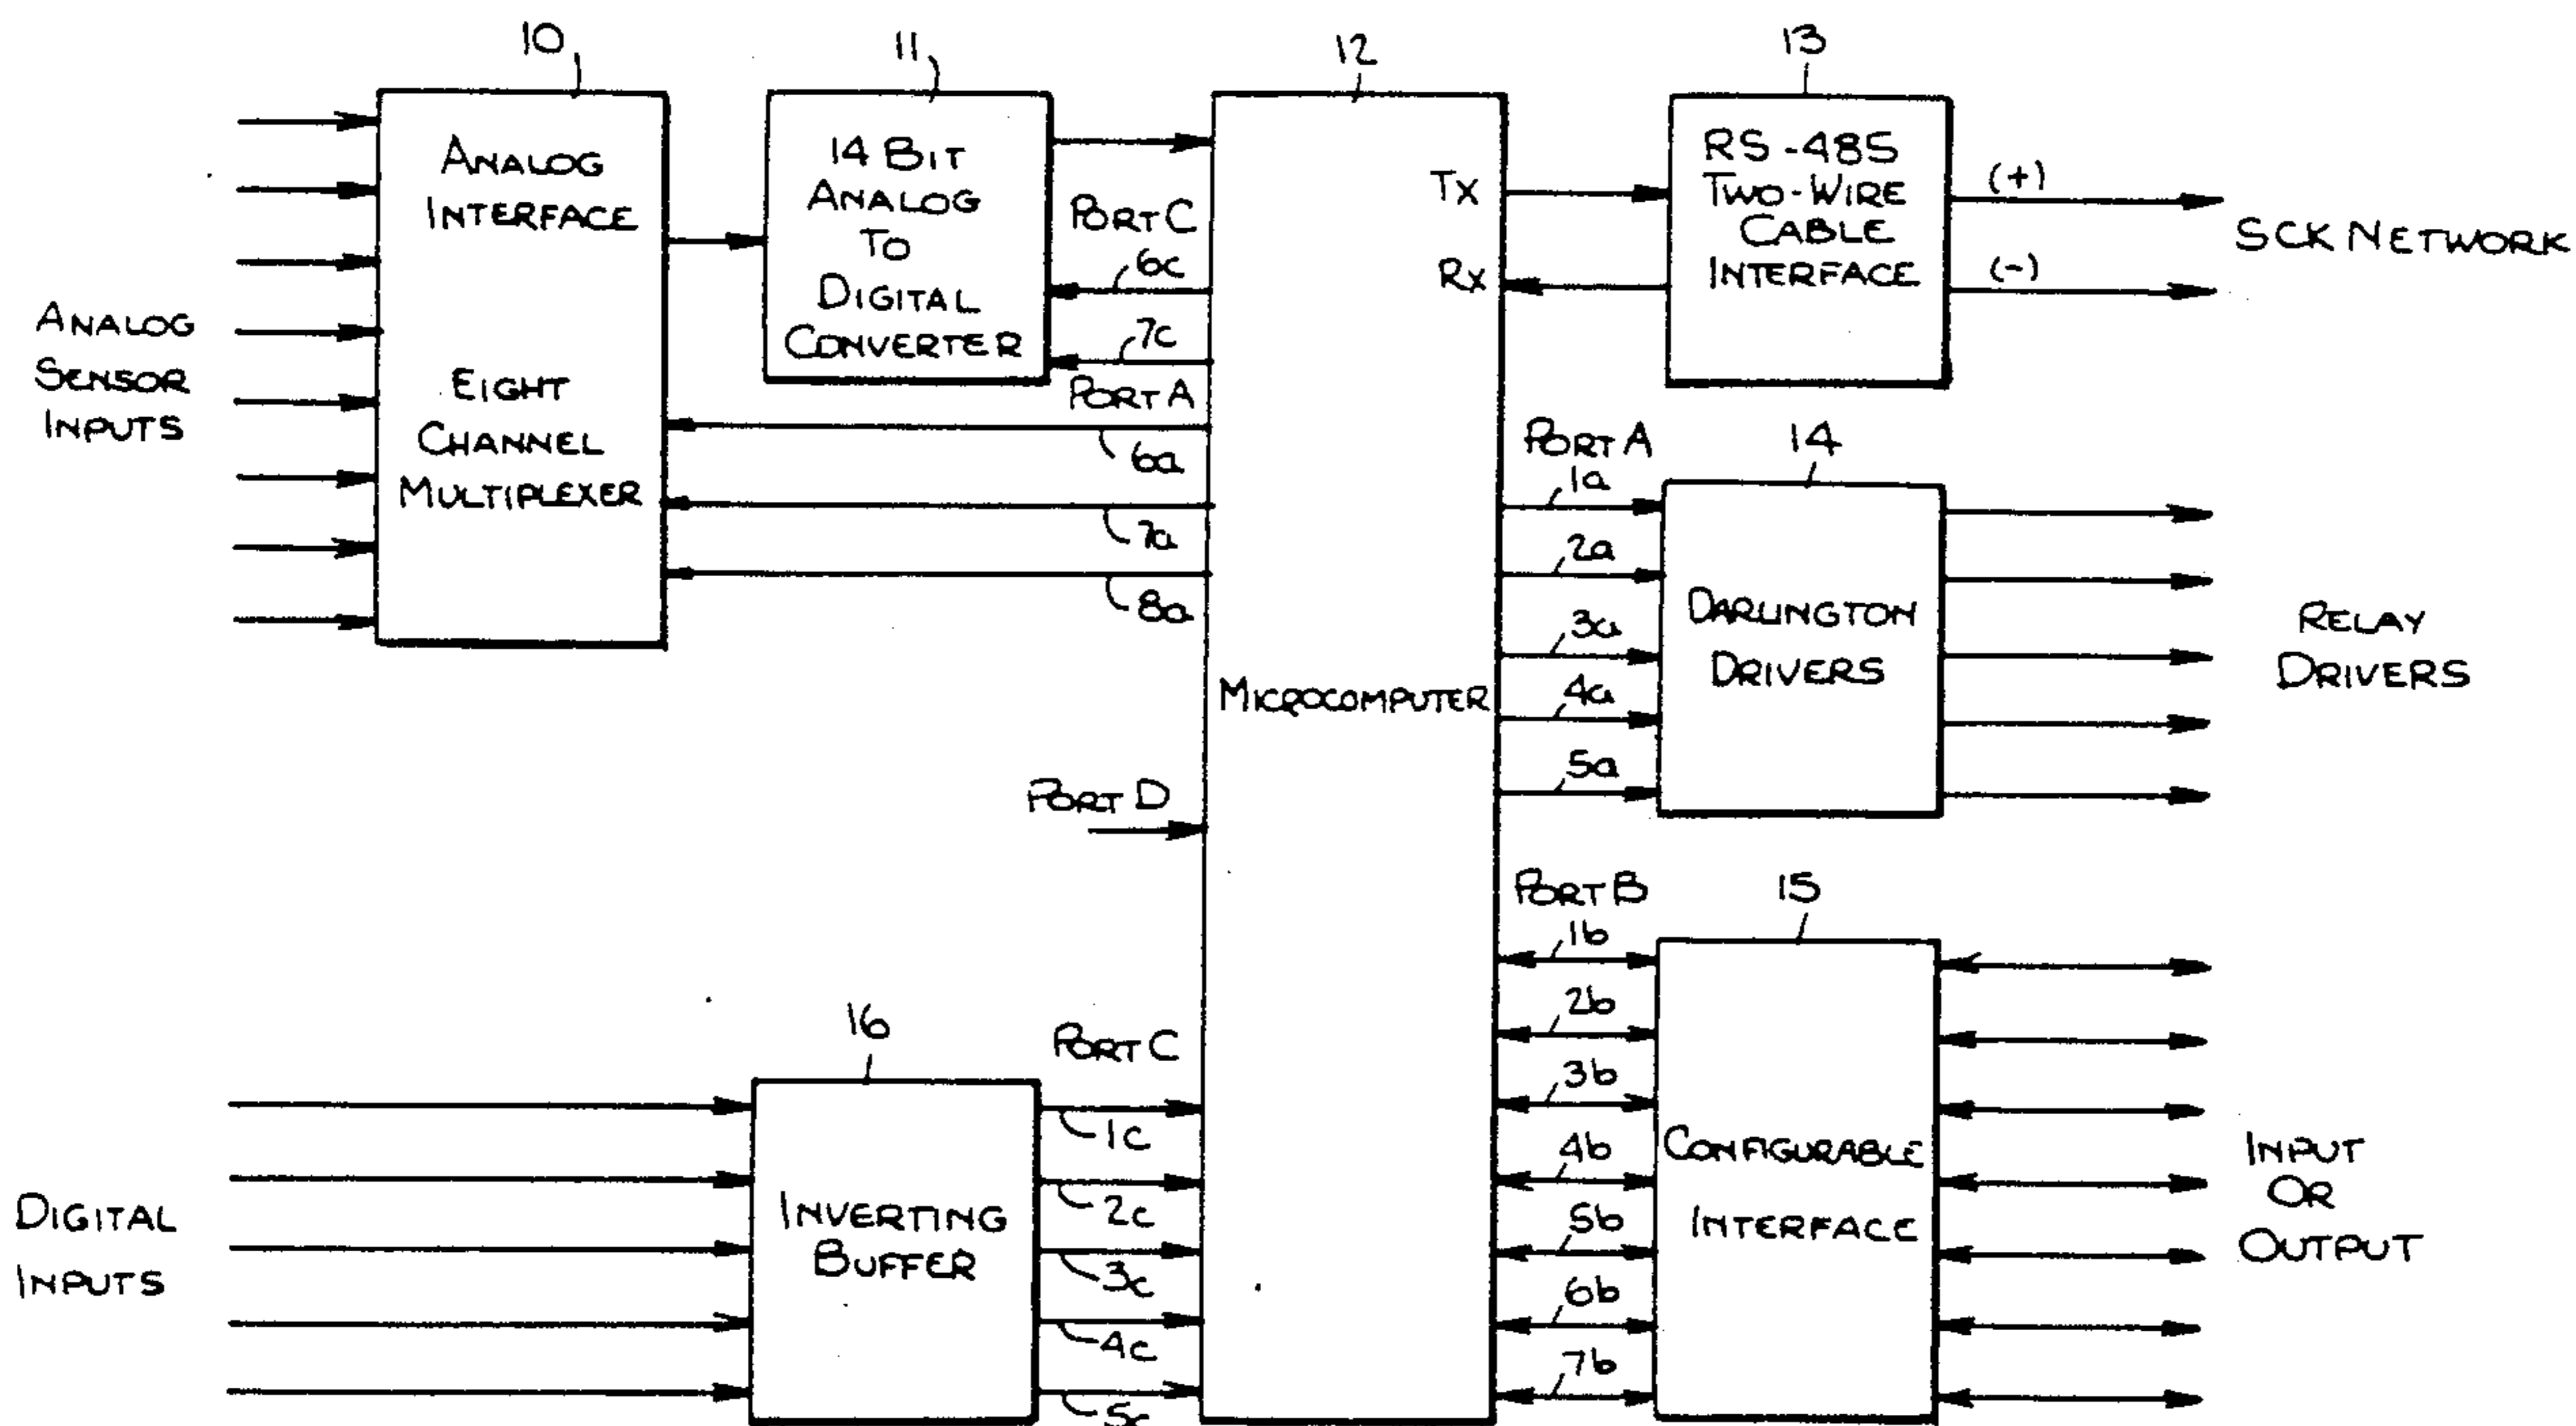 10
11
12
13
ANALOG
INTERFACE
EIGHT
CHANNEL
MULTIPLEXER
14 BIT
ANALOG
TO
DIGITAL
CONVERTER
PORT C
6c
7c
PORT A
6a
7a
8a
ANALOG
SENSOR
INPUTS
MICROCOMPUTER
TX
RX
RS-485
TWO-WIRE
CABLE
INTERFACE
(+)
(-)
SCK NETWORK
PORT A
14
1a
2a
3a
4a
5a
DARLINGTON
DRIVERS
RELAY
DRIVERS
PORT D
PORT B
15
1b
2b
3b
4b
5b
6b
7b
CONFIGURABLE
INTERFACE
INPUT
OR
OUTPUT
16
PORT C
1c
2c
3c
4c
5c
INVERTING
BUFFER
DIGITAL
INPUTS